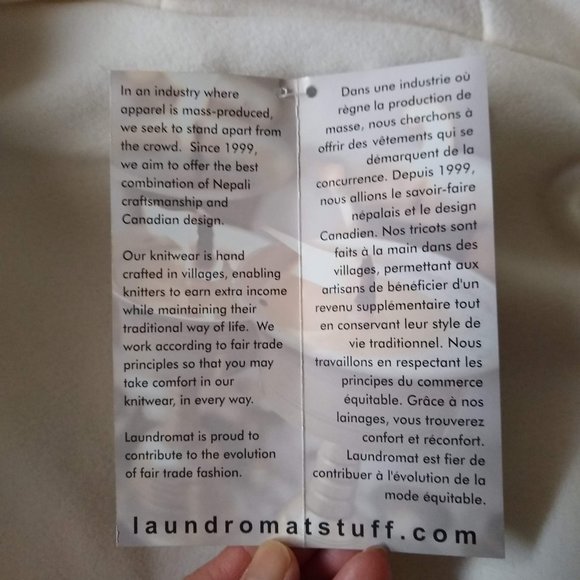 In an industry where
apparel is mass-produced,
we seek to stand apart from
the crowd. Since 1999,
we aim to offer the best
combination of Nepali
craftsmanship and
Canadian design.
Our knitwear is hand
crafted in villages, enabling
knitters to earn extra income
while maintaining their
traditional way of life. We
work according to fair trade
principles so that you may
take comfort in our
knitwear, in every way.
Laundromat is proud to
contribute to the evolution
of fair trade fashion.
Dans une industrie où
règne la production de
masse, nous cherchons à
offrir des vêtements qui se
démarquent de la
concurrence. Depuis 1999,
nous allions le savoir-faire
népalais et le design
Canadien. Nos tricots sont
faits à la main dans des
villages, permettant aux
artisans de bénéficier d'un
revenu supplémentaire tout
en conservant leur style de
vie traditionnel. Nous
travaillons en respectant les
principes du commerce
équitable. Grâce à nos
lainages, vous trouverez
confort et réconfort.
Laundromat est fier de
contribuer à l'évolution de la
mode équitable.
laundromatstuff.com